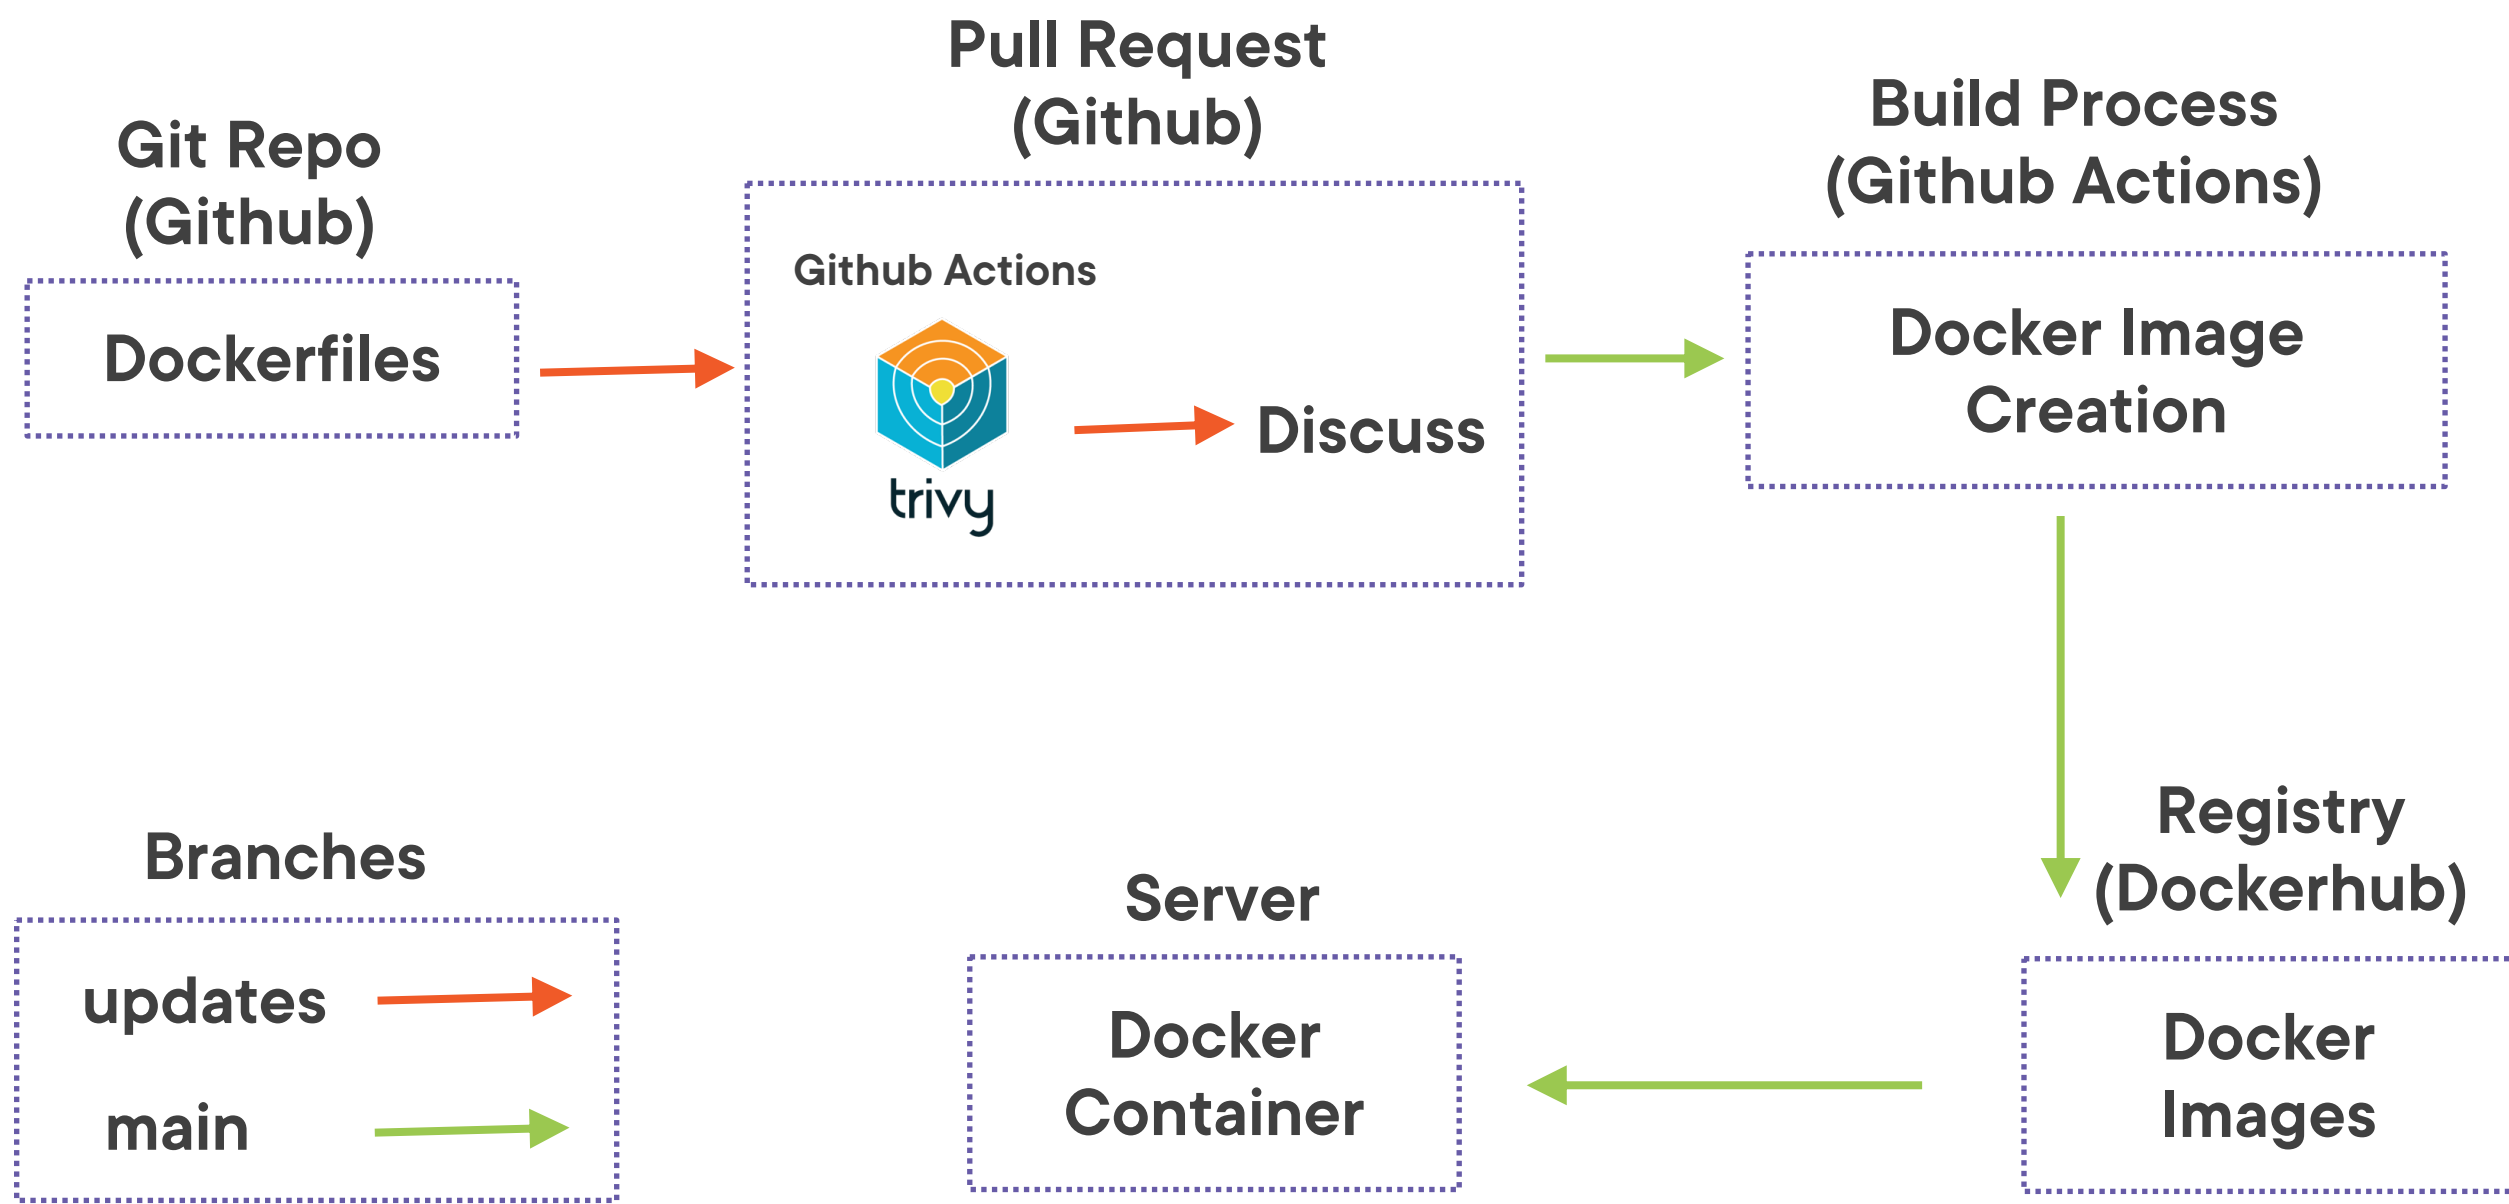 Git Repo
(Github)
Dockerfiles
Pull Request
(Github)
Github Actions
trivy
Discuss
Build Process
(Github Actions)
Docker Image
Creation
Registry
(Dockerhub)
Docker
Images
Server
Docker
Container
Branches
updates
main